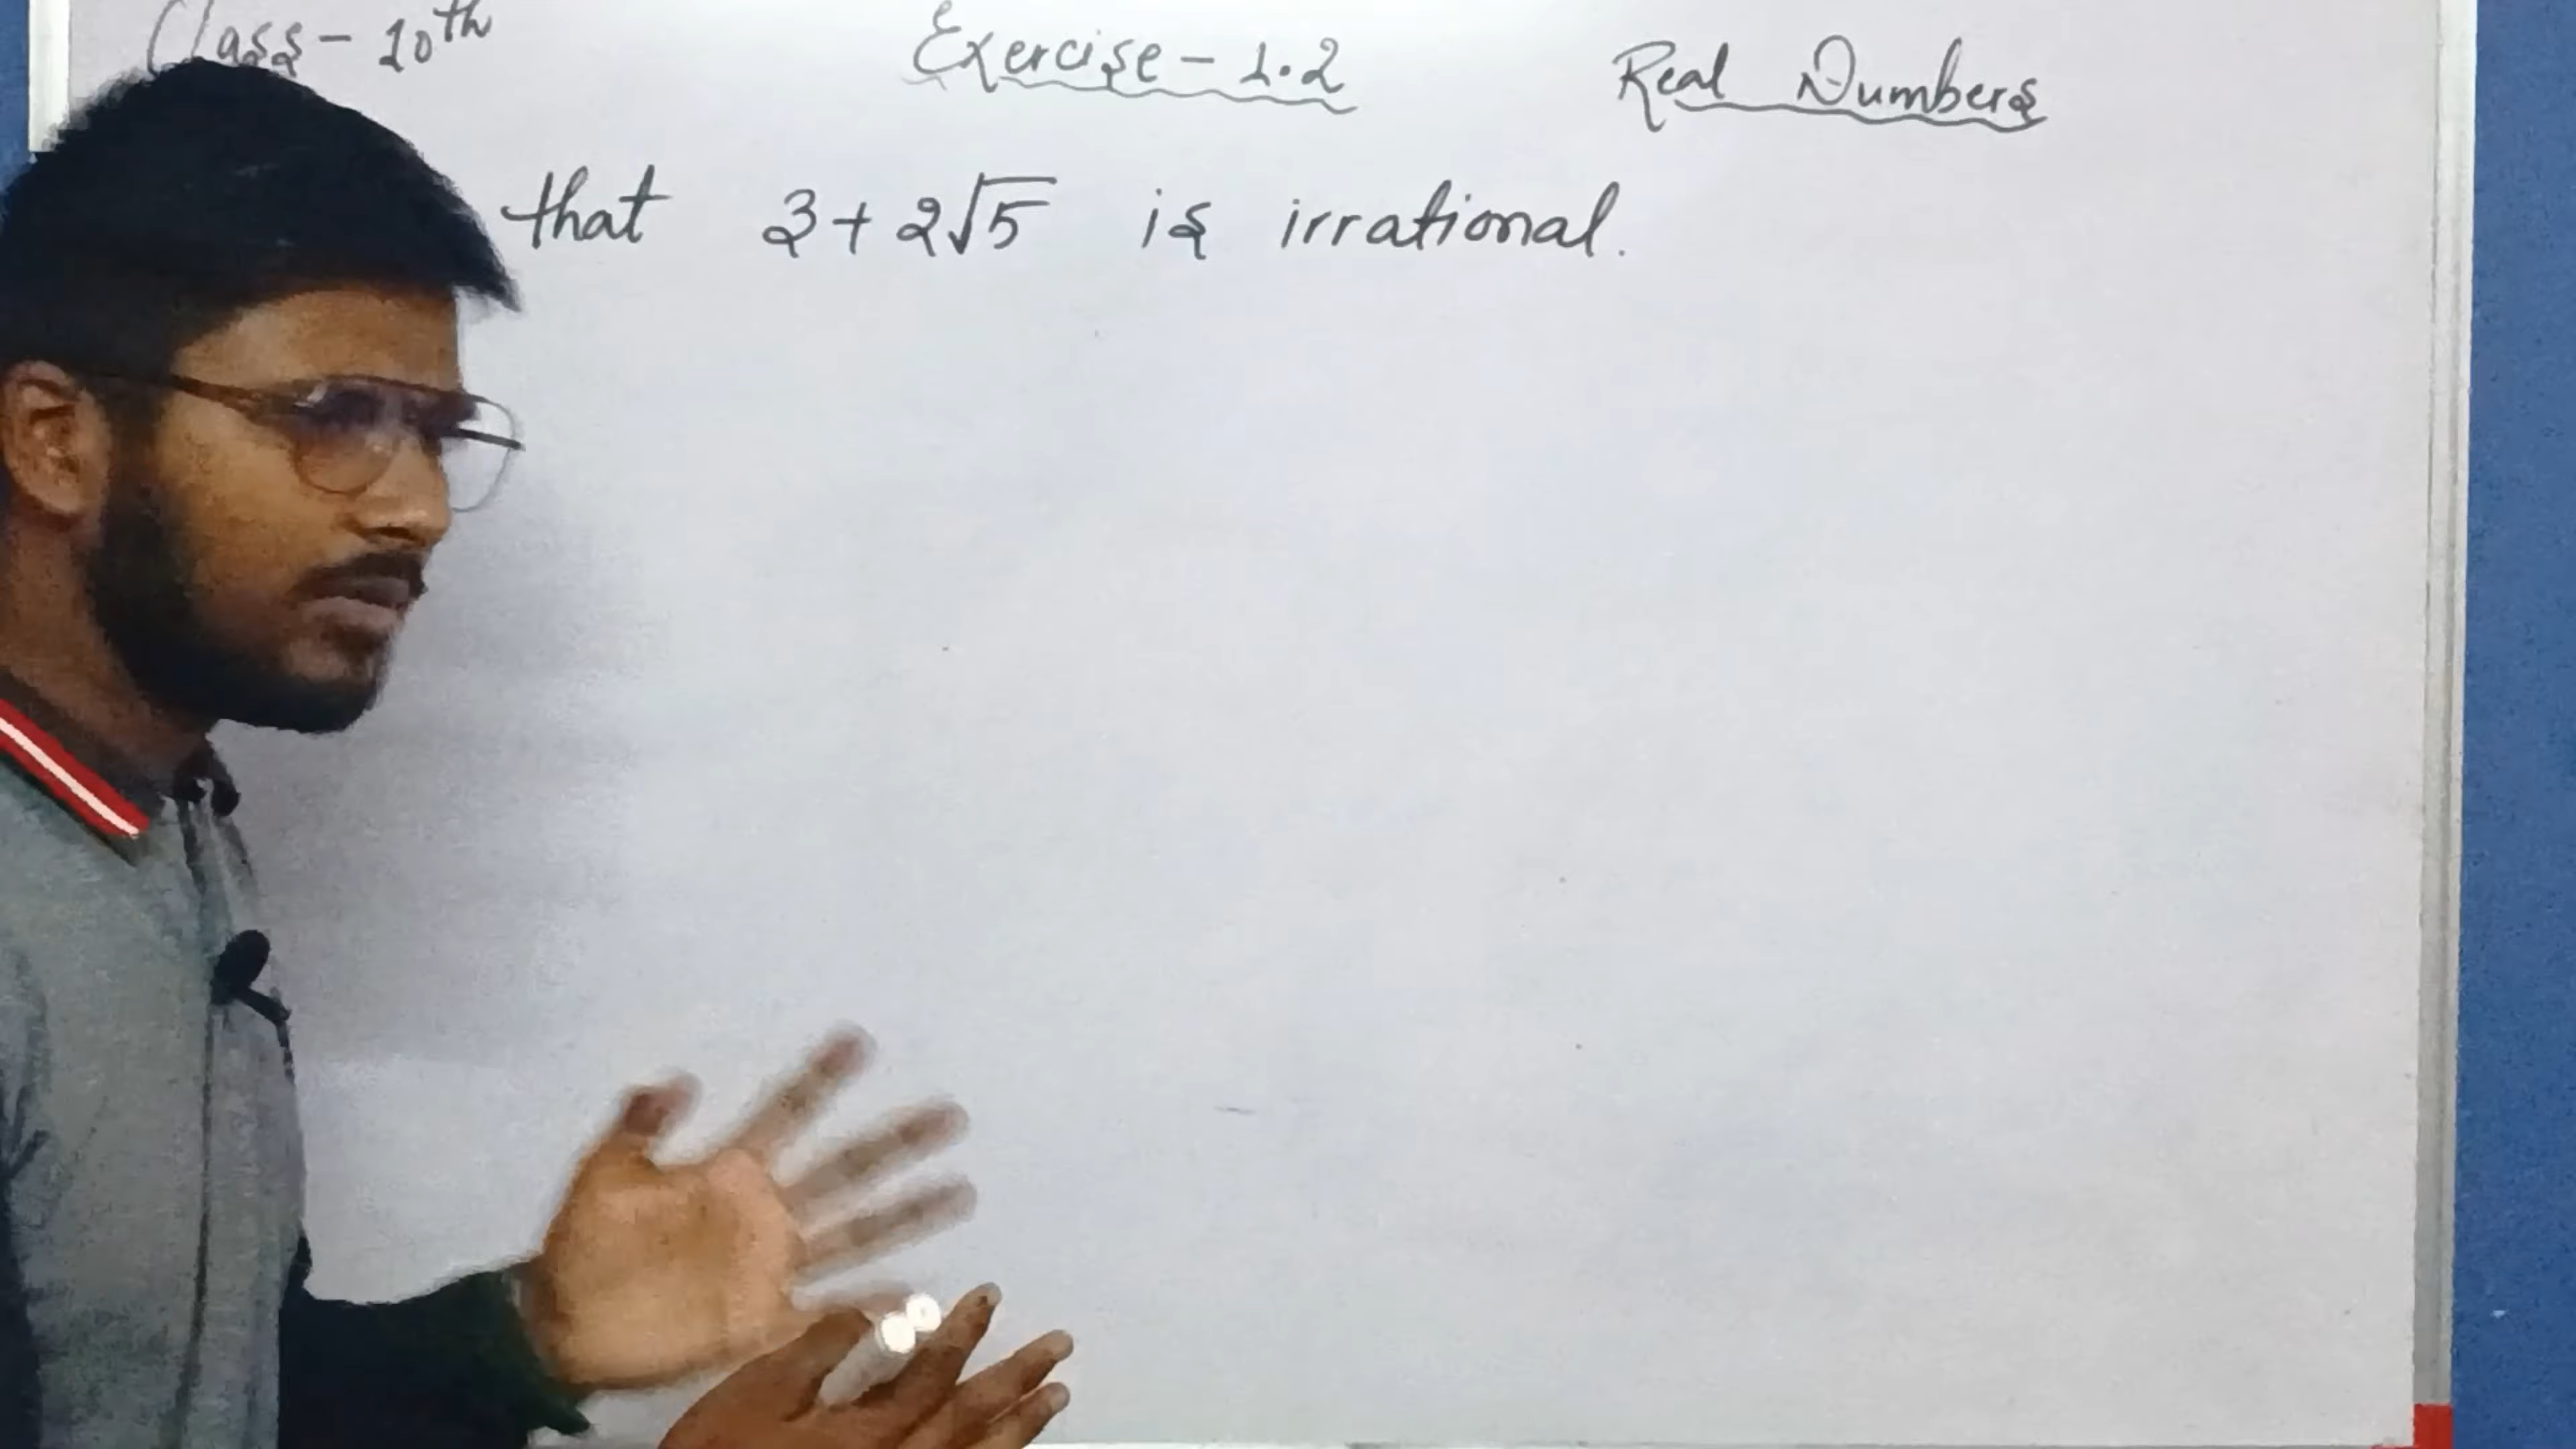 Class - 10th
Exercise - 1.2
Real Numbers
that 3 + 2√5 is irrational.